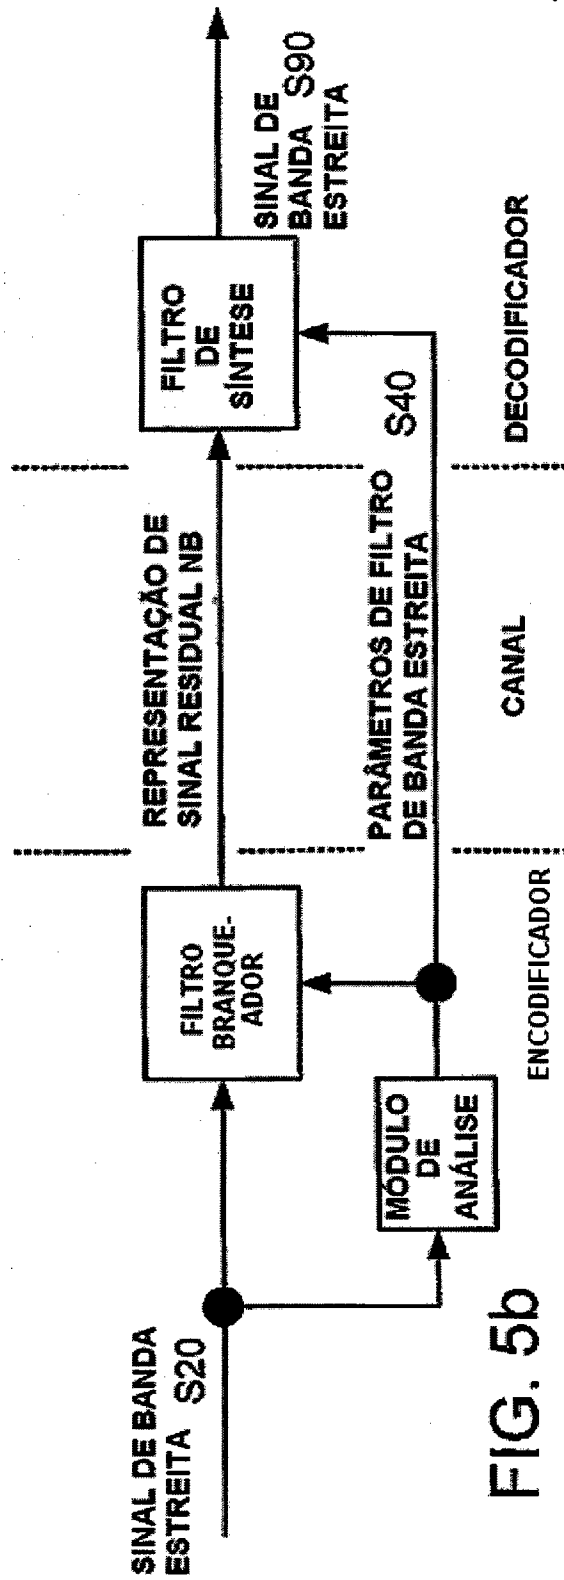 SINAL DE BANDA
ESTREITA S20
FILTRO
BRANQUE-
ADOR
MÓDULO
DE
ANÁLISE
ENCODIFICADOR
REPRESENTAÇÃO DE
SINAL RESIDUAL NB
PARÂMETROS DE FILTRO
DE BANDA ESTREITA
S40
CANAL
FILTRO
DE
SÍNTESE
SINAL DE
BANDA S90
ESTREITA
DECODIFICADOR
FIG. 5b